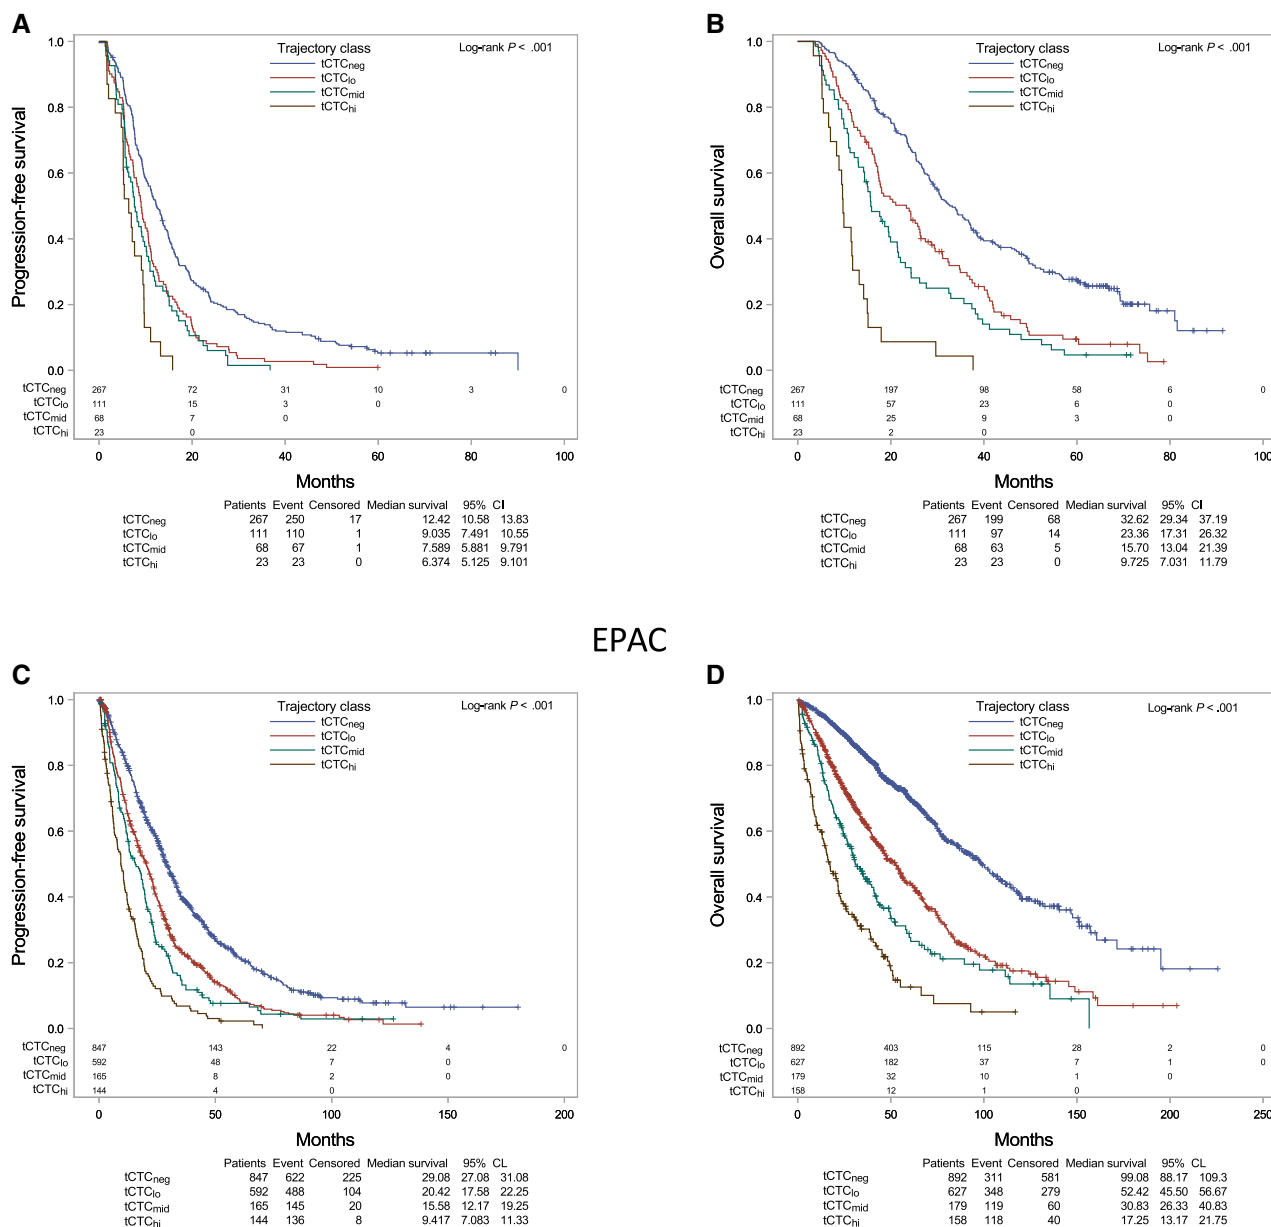 A
Trajectory class
Log-rank P < .001
tCTCneg
tCTClo
tCTCmid
tCTChi
Progression-free survival
1.0
0.8
0.6
0.4
0.2
0.0
tCTCneg 267 72 31 10 3 0
tCTClo 111 15 3 0
tCTCmid 68 7 0
tCTChi 23 0
0 20 40 60 80 100
Months
Patients Event Censored Median survival 95% CI
tCTCneg 267 250 17 12.42 10.58 13.83
tCTClo 111 110 1 9.035 7.491 10.55
tCTCmid 68 67 1 7.589 5.881 9.791
tCTChi 23 23 0 6.374 5.125 9.101
B
Trajectory class
Log-rank P < .001
tCTCneg
tCTClo
tCTCmid
tCTChi
Overall survival
1.0
0.8
0.6
0.4
0.2
0.0
tCTCneg 267 197 98 58 6 0
tCTClo 111 57 23 6 0
tCTCmid 68 25 9 3 0
tCTChi 23 2 0
0 20 40 60 80 100
Months
Patients Event Censored Median survival 95% CI
tCTCneg 267 199 68 32.62 29.34 37.19
tCTClo 111 97 14 23.36 17.31 26.32
tCTCmid 68 63 5 15.70 13.04 21.39
tCTChi 23 23 0 9.725 7.031 11.79
EPAC
C
Trajectory class
Log-rank P < .001
tCTCneg
tCTClo
tCTCmid
tCTChi
Progression-free survival
1.0
0.8
0.6
0.4
0.2
0.0
tCTCneg 847 143 22 4 0
tCTClo 592 48 7 0
tCTCmid 165 8 2 0
tCTChi 144 4 0
0 50 100 150 200
Months
Patients Event Censored Median survival 95% CL
tCTCneg 847 622 225 29.08 27.08 31.08
tCTClo 592 488 104 20.42 17.58 22.25
tCTCmid 165 145 20 15.58 12.17 19.25
tCTChi 144 136 8 9.417 7.083 11.33
D
Trajectory class
Log-rank P < .001
tCTCneg
tCTClo
tCTCmid
tCTChi
Overall survival
1.0
0.8
0.6
0.4
0.2
0.0
tCTCneg 892 403 115 28 2 0
tCTClo 627 182 37 7 1 0
tCTCmid 179 32 10 1 0
tCTChi 158 12 1 0
0 50 100 150 200 250
Months
Patients Event Censored Median survival 95% CL
tCTCneg 892 311 581 99.08 88.17 109.3
tCTClo 627 348 279 52.42 45.50 56.67
tCTCmid 179 119 60 30.83 26.33 40.83
tCTChi 158 118 40 17.25 13.17 21.75